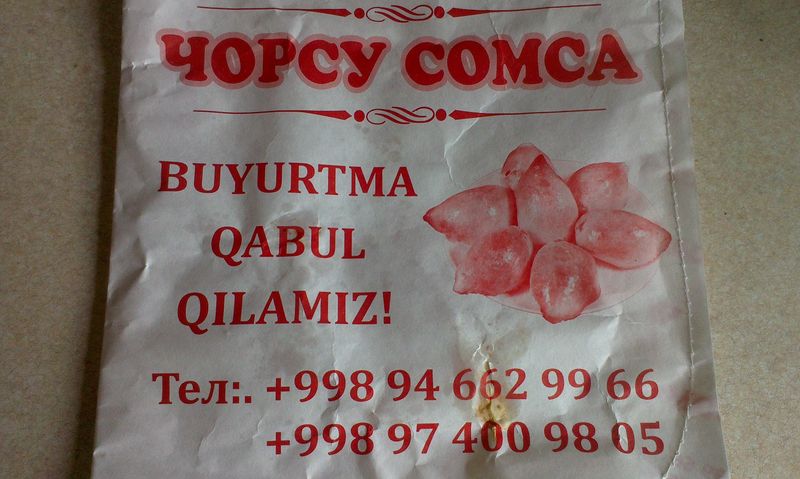 ЧОРСУ СОМСА
BUYURTMA
QABUL
QILAMIZ!
Тел:. +998 94 662 99 66
+998 97 400 98 05